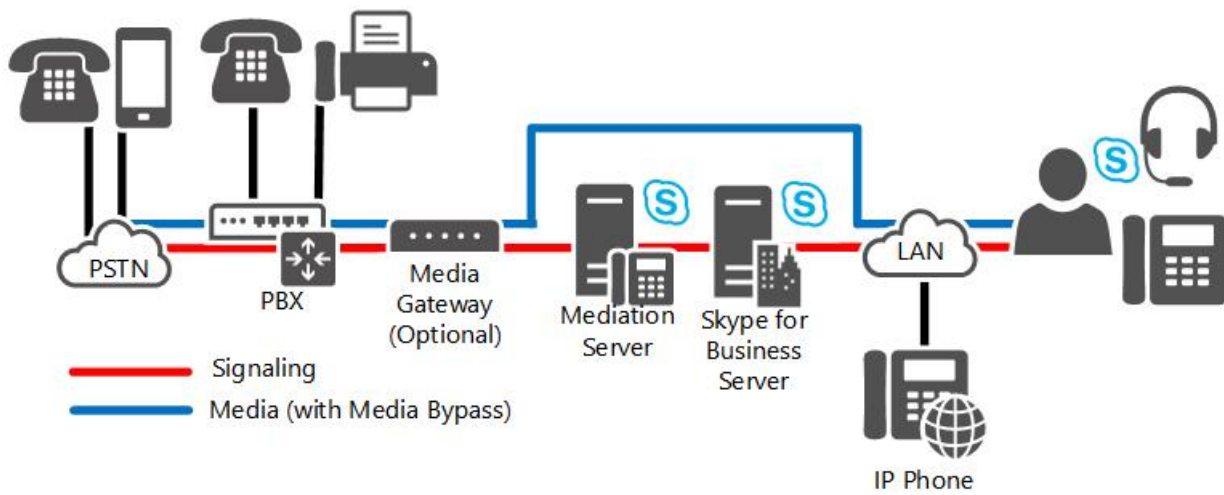 PSTN
PBX
Media
Gateway
(Optional)
Mediation
Server
Skype for
Business
Server
LAN
S
S
S
Signaling
Media (with Media Bypass)
IP Phone